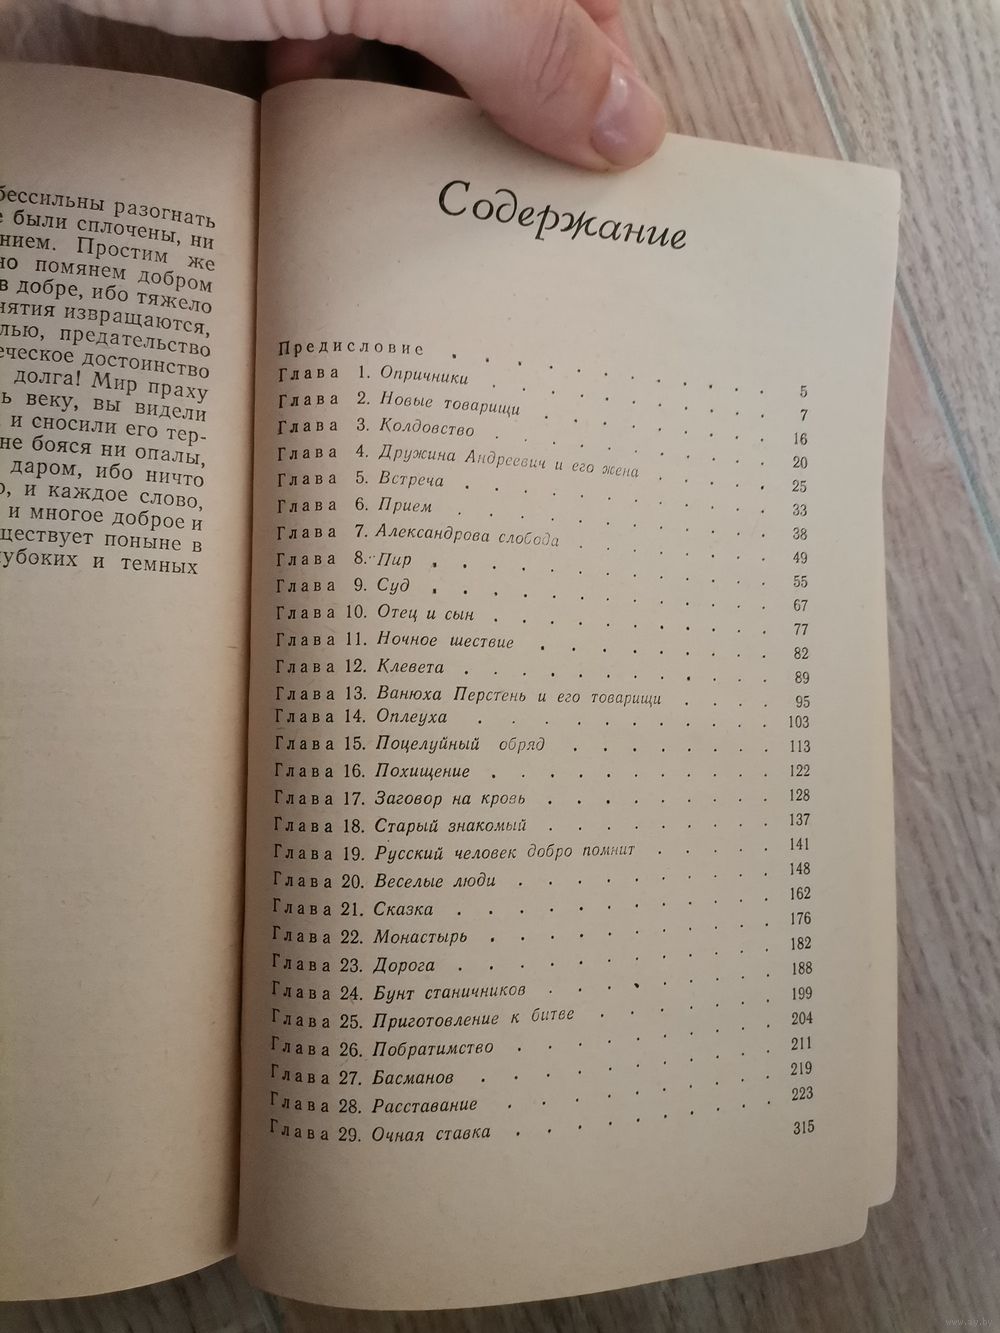 бессильны разогнать
были сплочены, ни
нием. Простим же
но помянем добром
в добре, ибо тяжело
нятия извращаются,
лью, предательство
еческое достоинство
долга! Мир праху
ь веку, вы видели
и сносили его тер-
не бояся ни опалы,
даром, ибо ничто
о, и каждое слово,
и многое доброе и
ществует поныне в
лубоких и темных
Содержание
Предисловие . . . . . . . . . . 5
Глава 1. Опричники . . . . . . . . . 7
Глава 2. Новые товарищи . . . . . . . 16
Глава 3. Колдовство . . . . . . . . 20
Глава 4. Дружина Андреевич и его жена . . . . 25
Глава 5. Встреча . . . . . . . . . 33
Глава 6. Прием . . . . . . . . . 38
Глава 7. Александрова слобода . . . . . . 49
Глава 8. Пир . . . . . . . . . . 55
Глава 9. Суд . . . . . . . . . . 67
Глава 10. Отец и сын . . . . . . . . 77
Глава 11. Ночное шествие . . . . . . . 82
Глава 12. Клевета . . . . . . . . . 89
Глава 13. Ванюха Перстень и его товарищи . . . . 95
Глава 14. Оплеуха . . . . . . . . . 103
Глава 15. Поцелуйный обряд . . . . . . . 113
Глава 16. Похищение . . . . . . . . . 122
Глава 17. Заговор на кровь . . . . . . . 128
Глава 18. Старый знакомый . . . . . . . 137
Глава 19. Русский человек добро помнит . . . . 141
Глава 20. Веселые люди . . . . . . . . 148
Глава 21. Сказка . . . . . . . . . 162
Глава 22. Монастырь . . . . . . . . . 176
Глава 23. Дорога . . . . . . . . . 182
Глава 24. Бунт станичников . . . . . . . 188
Глава 25. Приготовление к битве . . . . . . 199
Глава 26. Побратимство . . . . . . . . 204
Глава 27. Басманов . . . . . . . . . 211
Глава 28. Расставание . . . . . . . . 219
223
Глава 29. Очная ставка . . . . . . . . 315
www.ay.by